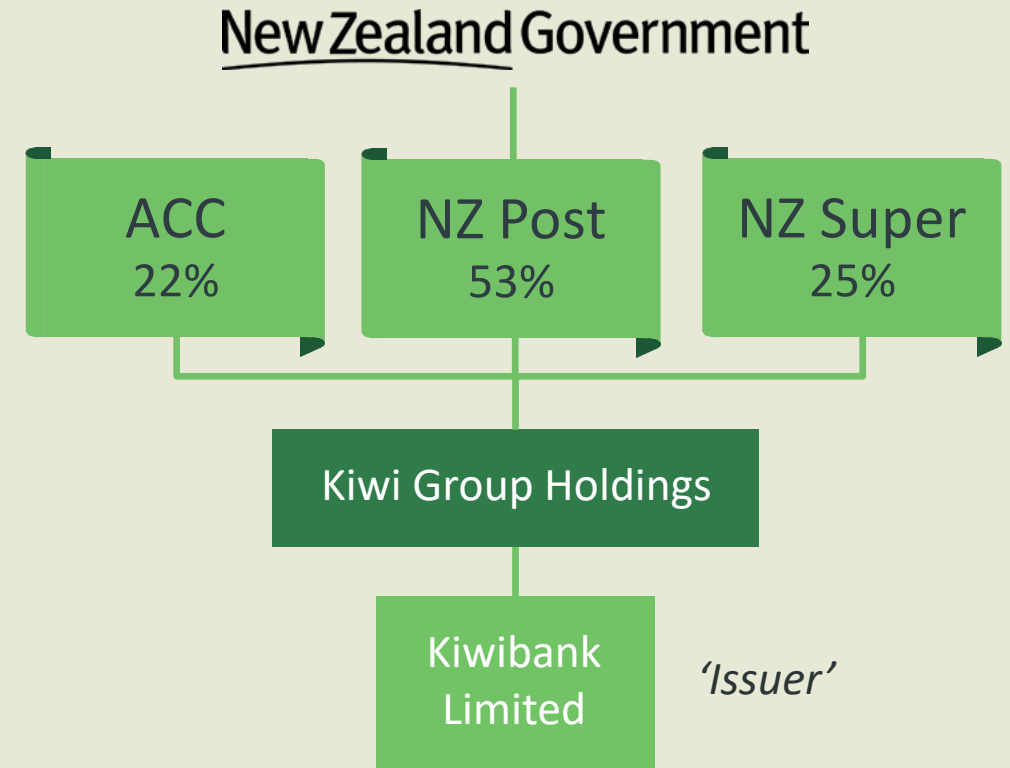 New Zealand Government
ACC
22%
NZ Post
53%
NZ Super
25%
Kiwi Group Holdings
Kiwibank
Limited
‘Issuer’